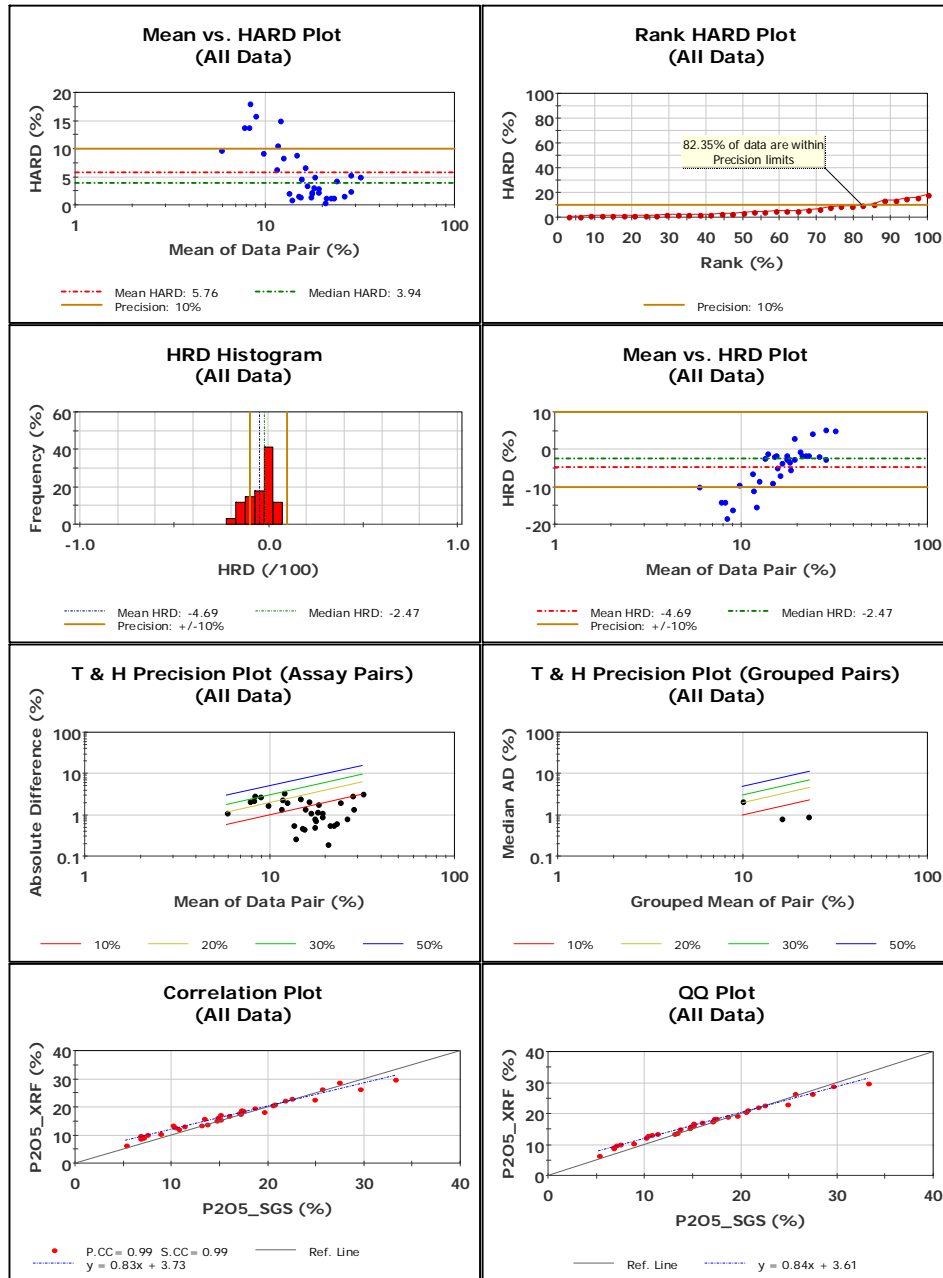 Mean vs. HARD Plot
(All Data)
HARD (%)
20
15
10
5
0
1 10 100
Mean of Data Pair (%)
Mean HARD: 5.76 Median HARD: 3.94
Precision: 10%
Rank HARD Plot
(All Data)
HARD (%)
100
80
60
40
20
0
82.35% of data are within
Precision limits
0 10 20 30 40 50 60 70 80 90 100
Rank (%)
Precision: 10%
HRD Histogram
(All Data)
Frequency (%)
60
40
20
0
-1.0 0.0 1.0
HRD (/100)
Mean HRD: -4.69 Median HRD: -2.47
Precision: +/-10%
Mean vs. HRD Plot
(All Data)
HRD (%)
10
0
-10
-20
1 10 100
Mean of Data Pair (%)
Mean HRD: -4.69 Median HRD: -2.47
Precision: +/-10%
T & H Precision Plot (Assay Pairs)
(All Data)
Absolute Difference (%)
100
10
1
0.1
1 10 100
Mean of Data Pair (%)
10% 20% 30% 50%
T & H Precision Plot (Grouped Pairs)
(All Data)
Median AD (%)
100
10
1
0.1
1 10 100
Grouped Mean of Pair (%)
10% 20% 30% 50%
Correlation Plot
(All Data)
P2O5_XRF (%)
40
30
20
10
0
0 10 20 30 40
P2O5_SGS (%)
P.CC= 0.99 S.CC= 0.99 Ref. Line
y = 0.83x + 3.73
QQ Plot
(All Data)
P2O5_XRF (%)
40
30
20
10
0
0 10 20 30 40
P2O5_SGS (%)
Ref. Line y = 0.84x + 3.61